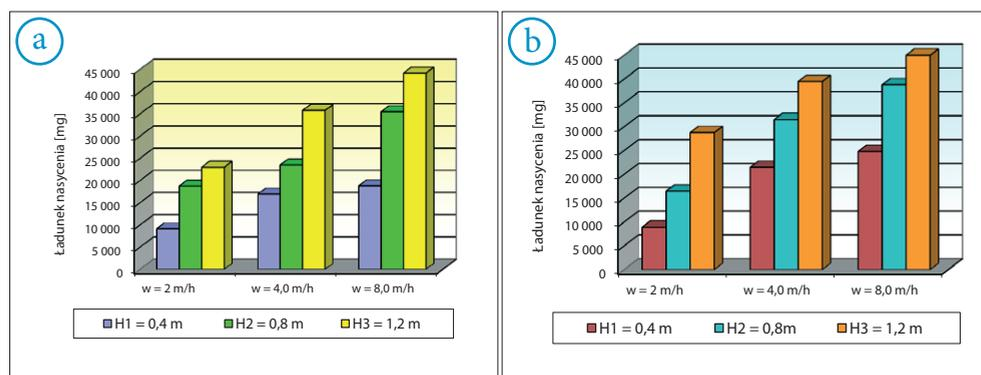 a
Ładunek nasycenia [mg]
45 000
40 000
35 000
30 000
25 000
20 000
15 000
10 000
5 000
0
w = 2 m/h
w = 4,0 m/h
w = 8,0 m/h
H1 = 0,4 m
H2 = 0,8 m
H3 = 1,2 m
b
Ładunek nasycenia [mg]
45 000
40 000
35 000
30 000
25 000
20 000
15 000
10 000
5 000
0
w = 2 m/h
w = 4,0 m/h
w = 8,0 m/h
H1 = 0,4 m
H2 = 0,8m
H3 = 1,2 m